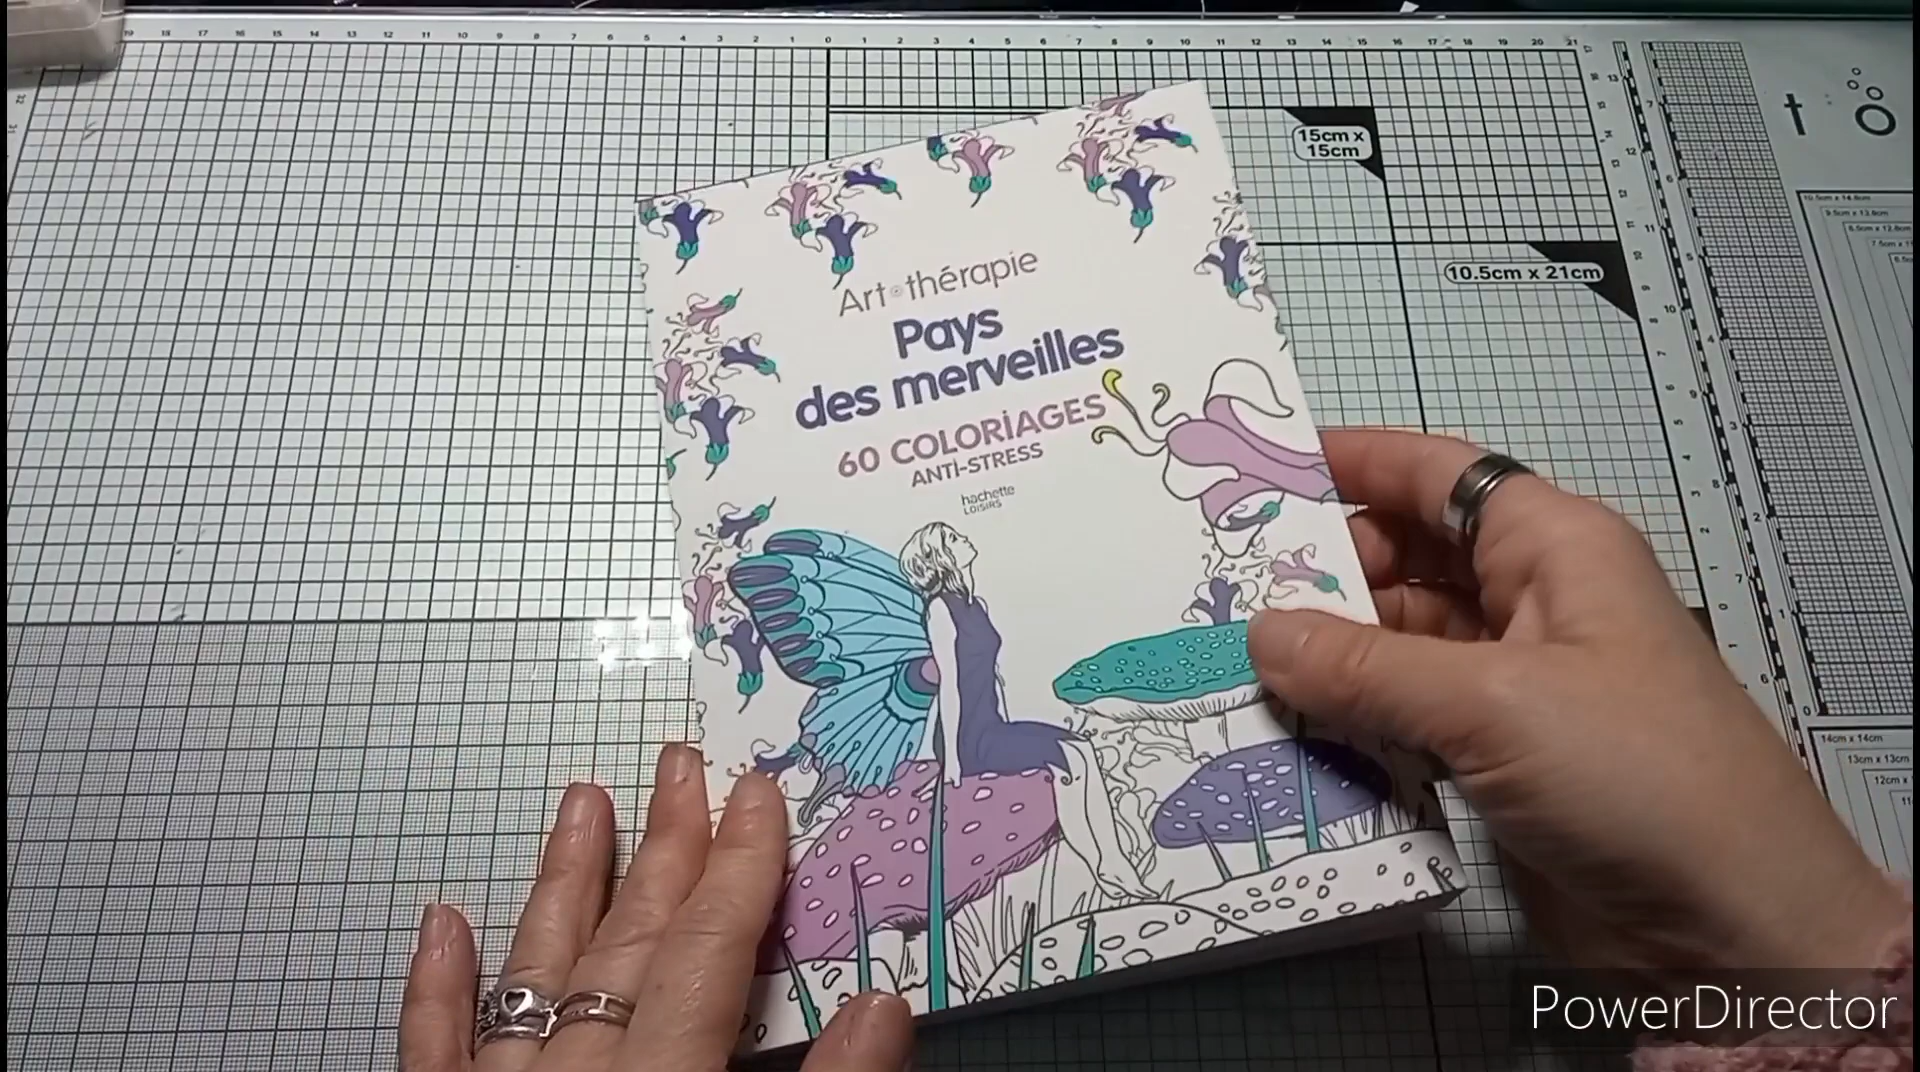 Art thérapie
Pays
des merveilles
60 COLORIAGES
ANTI-STRESS
hachette
LOISIRS
15cm x
15cm
10.5cm x 21cm
to
14cm x 14cm
13cm x 13cm
PowerDirector